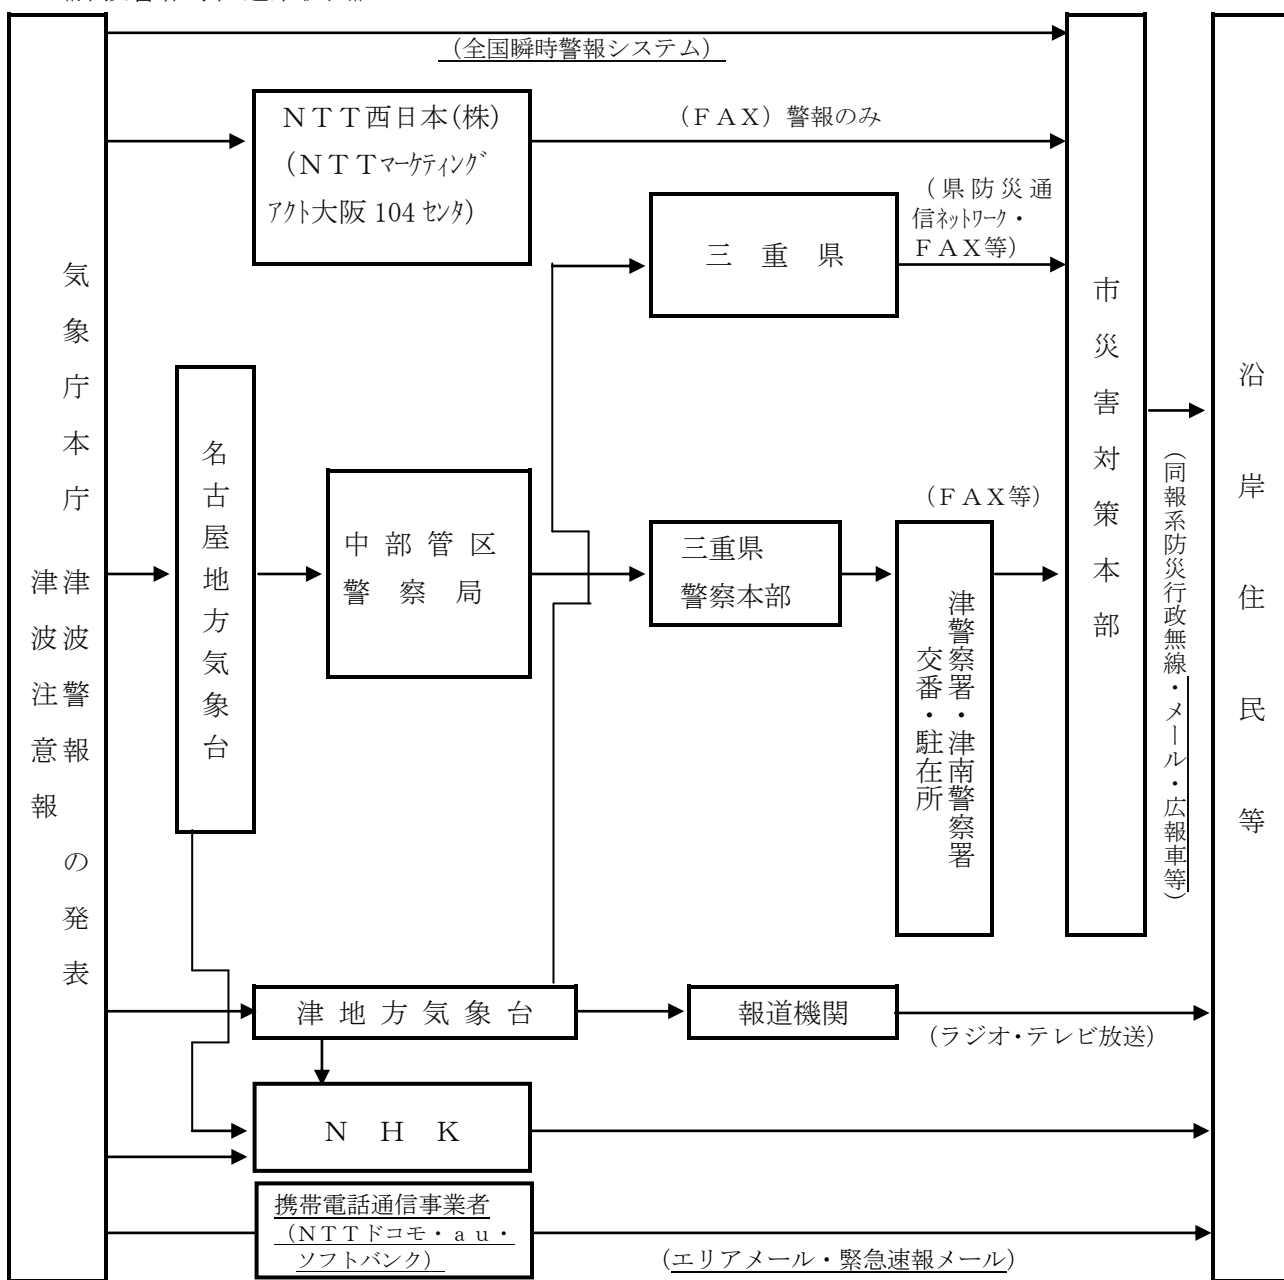 (全国瞬時警報システム)
NTT西日本(株)
(NTTマーケティング
アクト大阪104センタ)
(FAX)警報のみ
(県防災通
信ネットワーク・
FAX等)
三重県
気象庁本庁
津波警報
津波注意報
の発表
名古屋地方気象台
中部管区
警察局
三重県
警察本部
(FAX等)
津警察署・津南警察署
交番・駐在所
市災害対策本部
(同報系防災行政無線・メール・広報車等)
沿岸住民等
津地方気象台
報道機関
(ラジオ・テレビ放送)
NHK
携帯電話通信事業者
(NTTドコモ・au・
ソフトバンク)
(エリアメール・緊急速報メール)